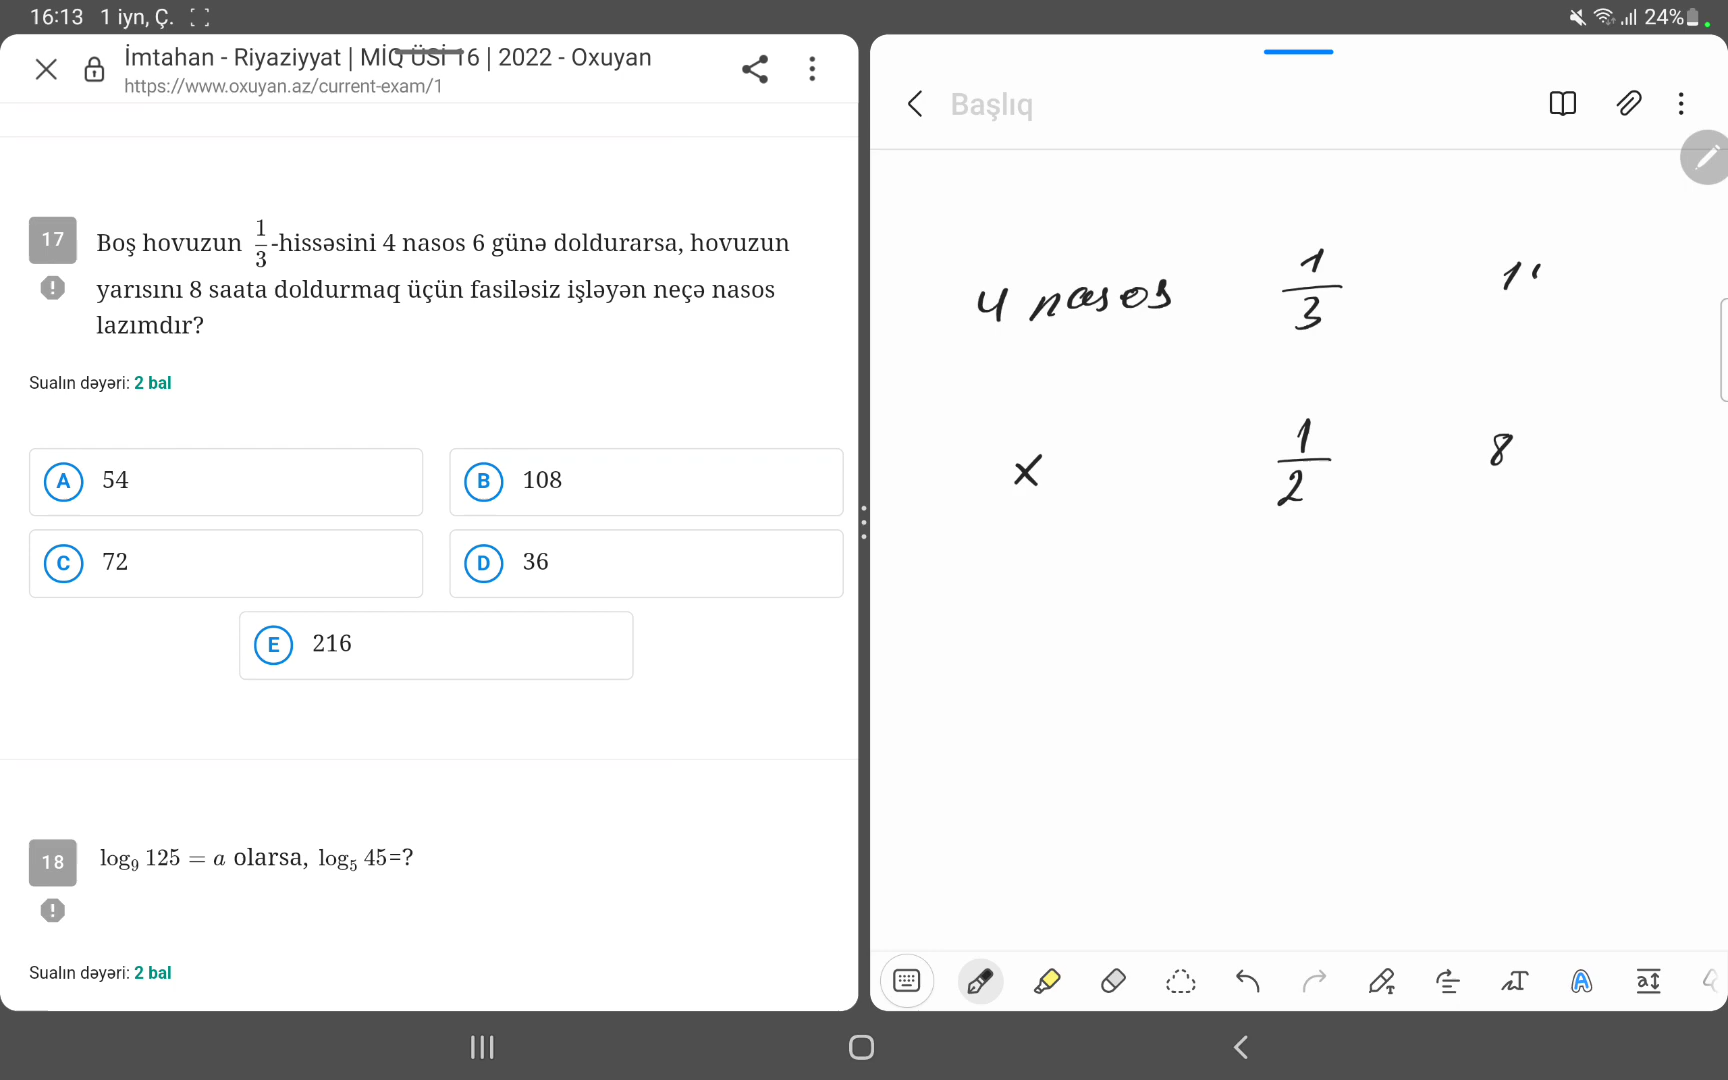 16:13 1 iyn, Ç. 24%
İmtahan - Riyaziyyat | MİQ ÜSİ 16 | 2022 - Oxuyan
https://www.oxuyan.az/current-exam/1
17 Boş hovuzun 1/3-hissəsini 4 nasos 6 günə doldurarsa, hovuzun
yarısını 8 saata doldurmaq üçün fasiləsiz işləyən neçə nasos
lazımdır?
Sualın dəyəri: 2 bal
A 54
B 108
C 72
D 36
E 216
18 log₉ 125 = a olarsa, log₅ 45=?
Sualın dəyəri: 2 bal
Başlıq
4 nasos 1/3 1
x 1/2 8